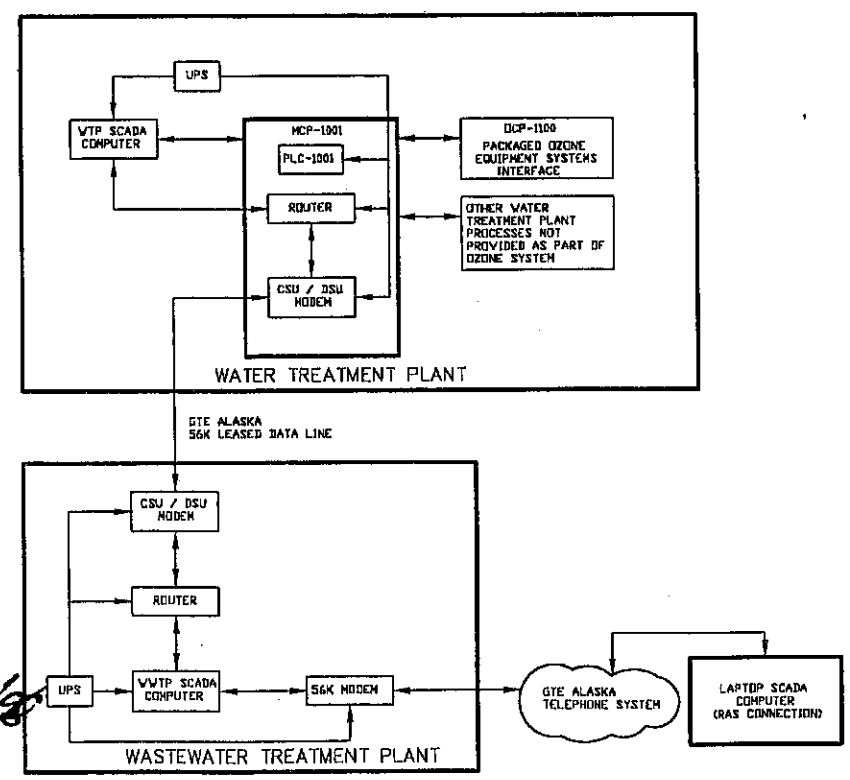 UPS
WTP SCADA
COMPUTER
MCP-1001
PLC-1001
ROUTER
CSU / DSU
MODEM
OCP-1100
PACKAGED OZONE
EQUIPMENT SYSTEMS
INTERFACE
OTHER WATER
TREATMENT PLANT
PROCESSES NOT
PROVIDED AS PART OF
OZONE SYSTEM
WATER TREATMENT PLANT
GTE ALASKA
56K LEASED DATA LINE
CSU / DSU
MODEM
ROUTER
UPS
WWTP SCADA
COMPUTER
56K MODEM
GTE ALASKA
TELEPHONE SYSTEM
LAPTOP SCADA
COMPUTER
(RAS CONNECTION)
WASTEWATER TREATMENT PLANT